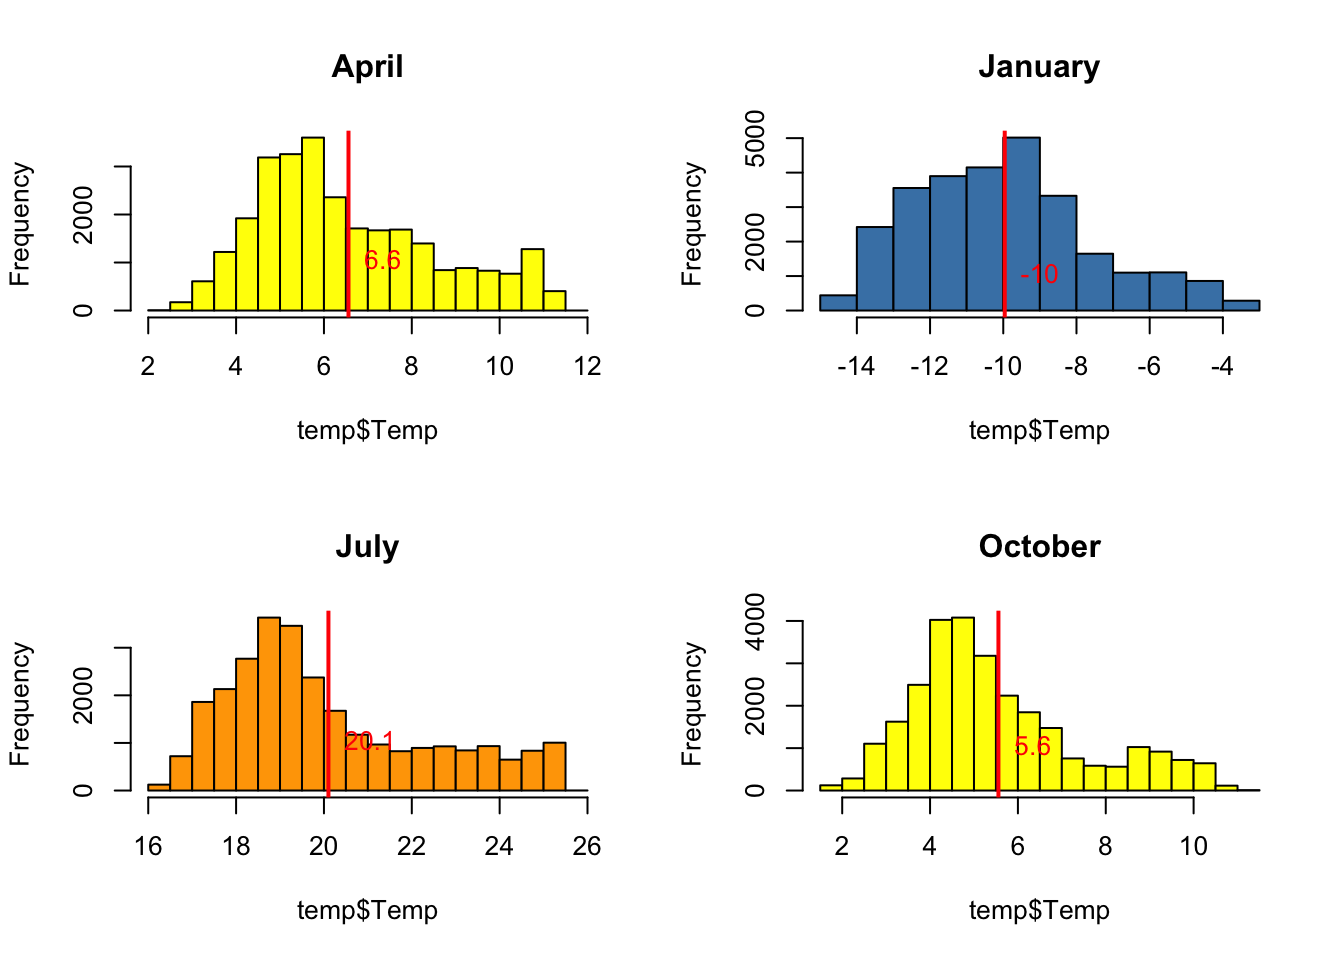 April
Frequency
0
2000
6.6
2 4 6 8 10 12
temp$Temp
January
Frequency
0
2000
5000
-10
-14 -12 -10 -8 -6 -4
temp$Temp
July
Frequency
0
2000
20.1
16 18 20 22 24 26
temp$Temp
October
Frequency
0
2000
4000
5.6
2 4 6 8 10
temp$Temp